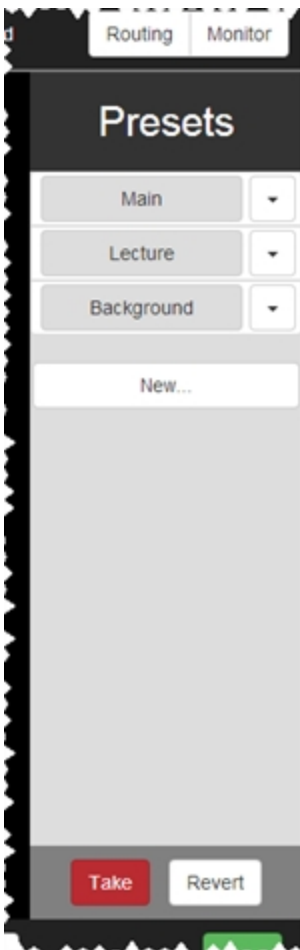 Routing Monitor
Presets
Main
Lecture
Background
New...
Take Revert